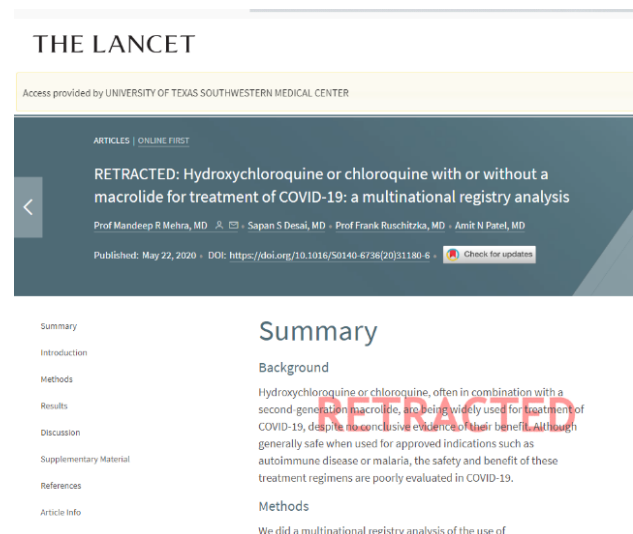 THE LANCET
Access provided by UNIVERSITY OF TEXAS SOUTHWESTERN MEDICAL CENTER
ARTICLES | ONLINE FIRST
RETRACTED: Hydroxychloroquine or chloroquine with or without a
macrolide for treatment of COVID-19: a multinational registry analysis
Prof Mandeep R Mehra, MD • Sapan S Desai, MD • Prof Frank Ruschitzka, MD • Amit N Patel, MD
Published: May 22, 2020 • DOI: https://doi.org/10.1016/S0140-6736(20)31180-6 • Check for updates
Summary
Introduction
Methods
Results
Discussion
Supplementary Material
References
Article Info
Summary
Background
Hydroxychloroquine or chloroquine, often in combination with a
second-generation macrolide, are being widely used for treatment of
COVID-19, despite no conclusive evidence of their benefit. Although
generally safe when used for approved indications such as
autoimmune disease or malaria, the safety and benefit of these
treatment regimens are poorly evaluated in COVID-19.
RETRACTED
Methods
We did a multinational registry analysis of the use of